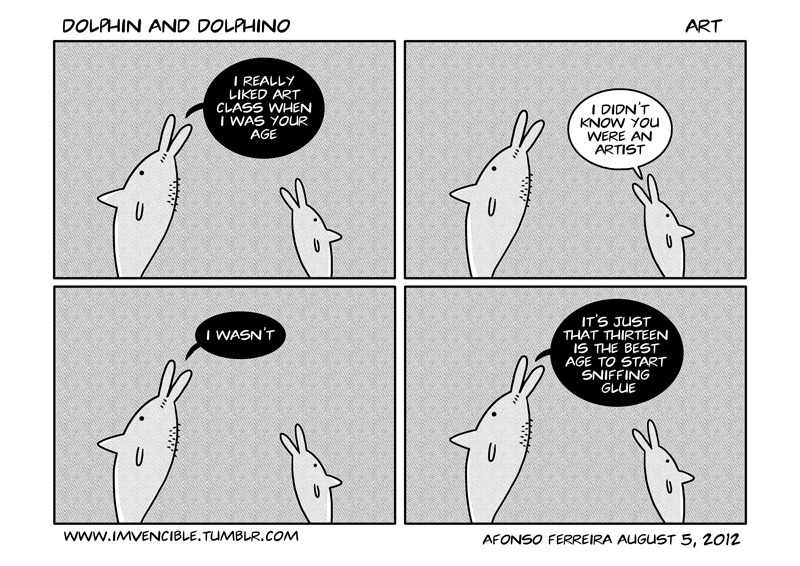 DOLPHIN AND DOLPHINO
ART
I REALLY
LIKED ART
CLASS WHEN
I WAS YOUR
AGE
I DIDN'T
KNOW YOU
WERE AN
ARTIST
I WASN'T
IT'S JUST
THAT THIRTEEN
IS THE BEST
AGE TO START
SNIFFING
GLUE
WWW.IMVENCIBLE.TUMBLR.COM
AFONSO FERREIRA AUGUST 5, 2012